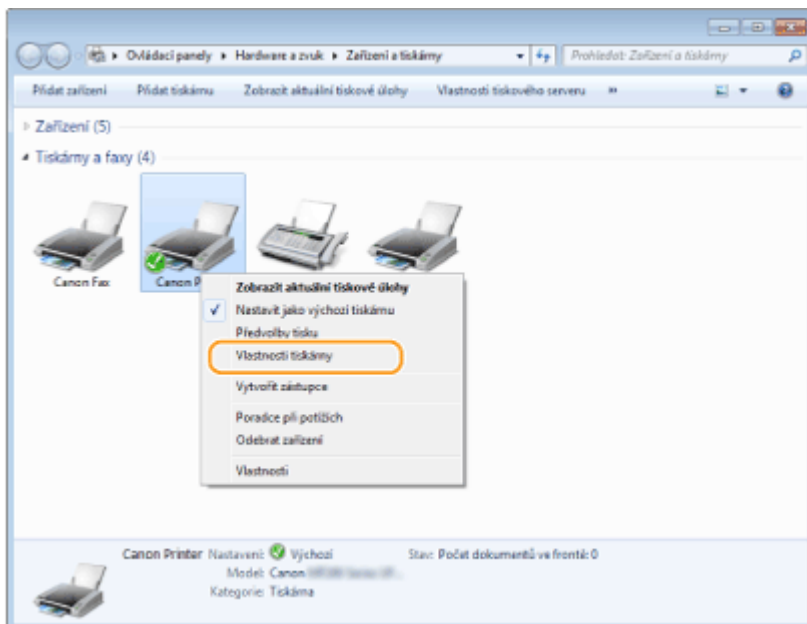 Ovládací panely ▸ Hardware a zvuk ▸ Zařízení a tiskárny
Prohledat: Zařízení a tiskárny
Přidat zařízení Přidat tiskárnu Zobrazit aktuální tiskové úlohy Vlastnosti tiskového serveru »
Zařízení (5)
Tiskárny a faxy (4)
Canon Fax
Canon P
Zobrazit aktuální tiskové úlohy
Nastavit jako výchozí tiskárnu
Předvolby tisku
Vlastnosti tiskárny
Vytvořit zástupce
Poradce při potížích
Odebrat zařízení
Vlastnosti
Canon Printer Nastavení: Výchozí Stav: Počet dokumentů ve frontě: 0
Model: Canon
Kategorie: Tiskárna